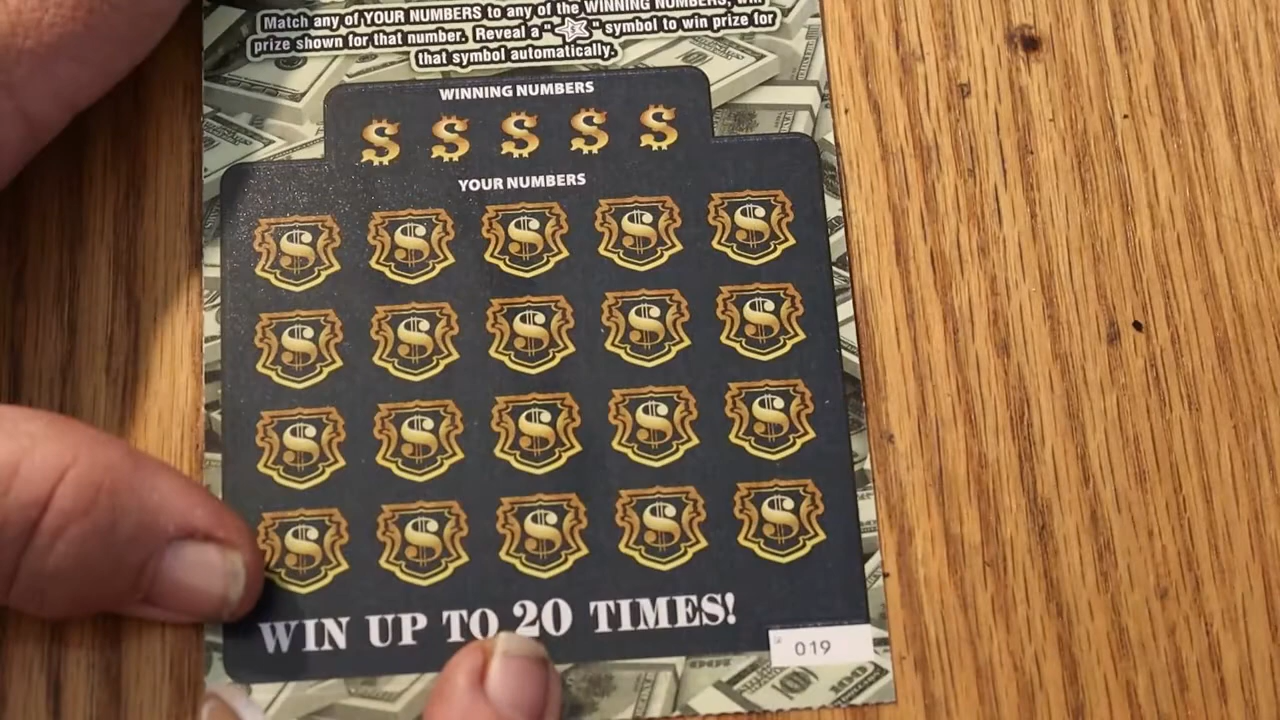 Match any of YOUR NUMBERS to any of the WINNING NUMBERS, win
prize shown for that number. Reveal a " " symbol to win prize for
that symbol automatically.
WINNING NUMBERS
$ $ $ $ $
YOUR NUMBERS
$ $ $ $ $
$ $ $ $ $
$ $ $ $ $
$ $ $ $ $
WIN UP TO 20 TIMES!
019